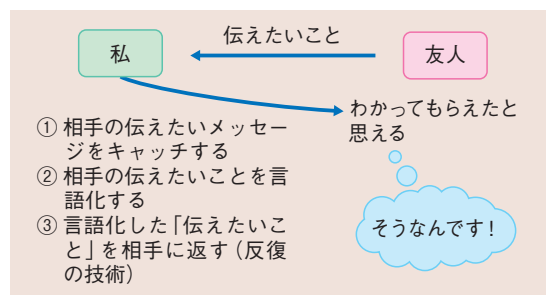 伝えたいこと
私
友人
わかってもらえたと
思える
① 相手の伝えたいメッセー
ジをキャッチする
② 相手の伝えたいことを言
語化する
③ 言語化した「伝えたいこ
と」を相手に返す（反復
の技術）
そうなんです！